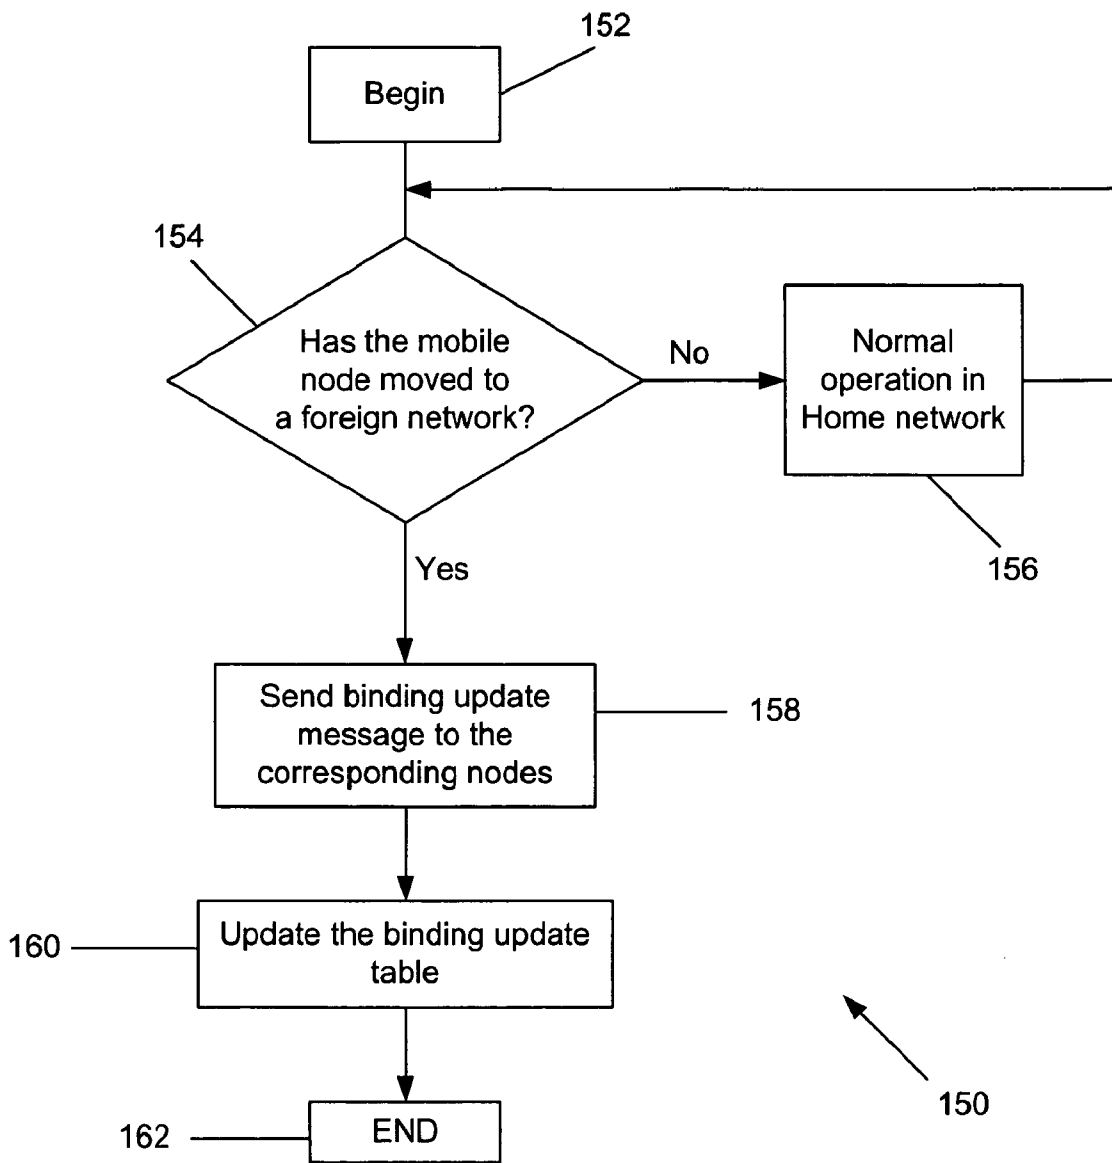 152
Begin
154
Has the mobile
node moved to
a foreign network?
No
Normal
operation in
Home network
156
Yes
Send binding update
message to the
corresponding nodes
158
160
Update the binding update
table
150
162
END